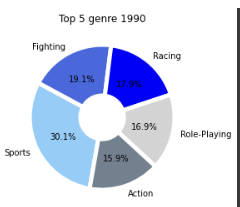 Top 5 genre 1990
Fighting
Racing
19.1%
17.9%
16.9%
Role-Playing
30.1%
Sports
15.9%
Action